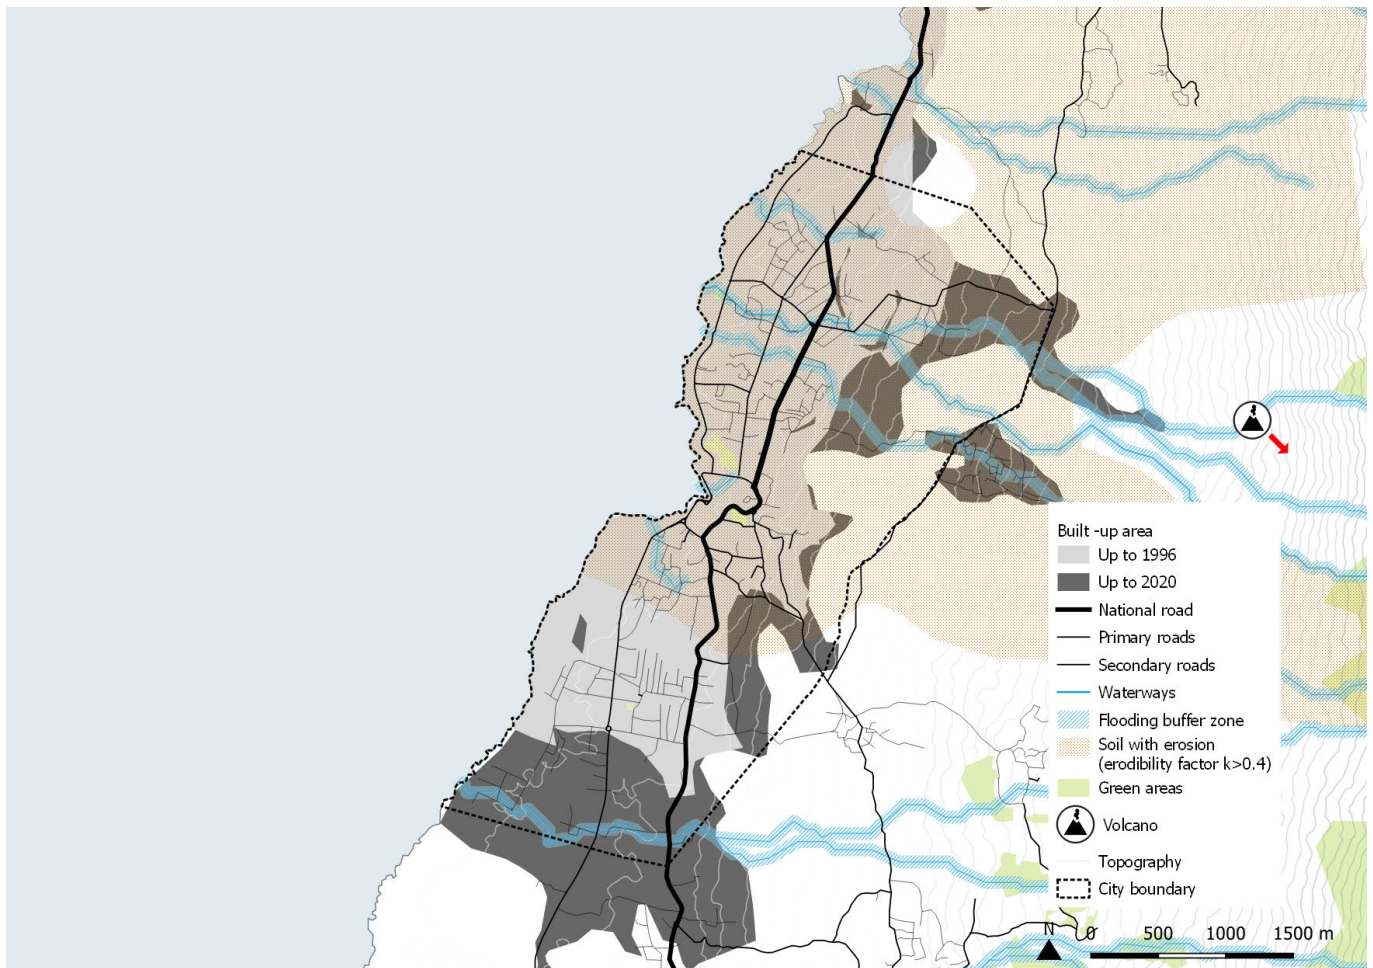 Built -up area
Up to 1996
Up to 2020
National road
Primary roads
Secondary roads
Waterways
Flooding buffer zone
Soil with erosion
(erodibility factor k>0.4)
Green areas
Volcano
Topography
City boundary
N 0 500 1000 1500 m